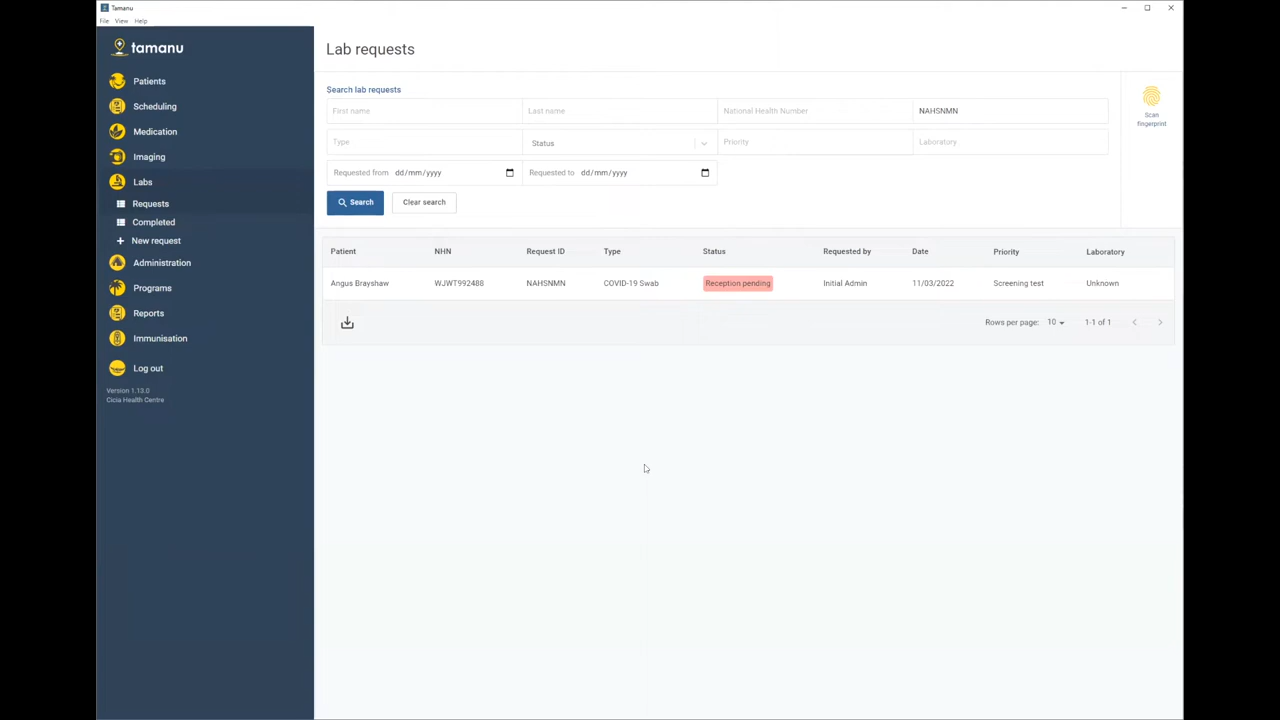 Tamanu
File View Help
tamanu
Patients
Scheduling
Medication
Imaging
Labs
Requests
Completed
New request
Administration
Programs
Reports
Immunisation
Log out
Version 1.13.0
Cicia Health Centre
Lab requests
Search lab requests
First name Last name National Health Number NAHSNMN
Type Status Priority Laboratory
Requested from dd/mm/yyyy Requested to dd/mm/yyyy
Search Clear search
Scan
fingerprint
Patient NHN Request ID Type Status Requested by Date Priority Laboratory
Angus Brayshaw WJWT992488 NAHSNMN COVID-19 Swab Reception pending Initial Admin 11/03/2022 Screening test Unknown
Rows per page: 10 1-1 of 1